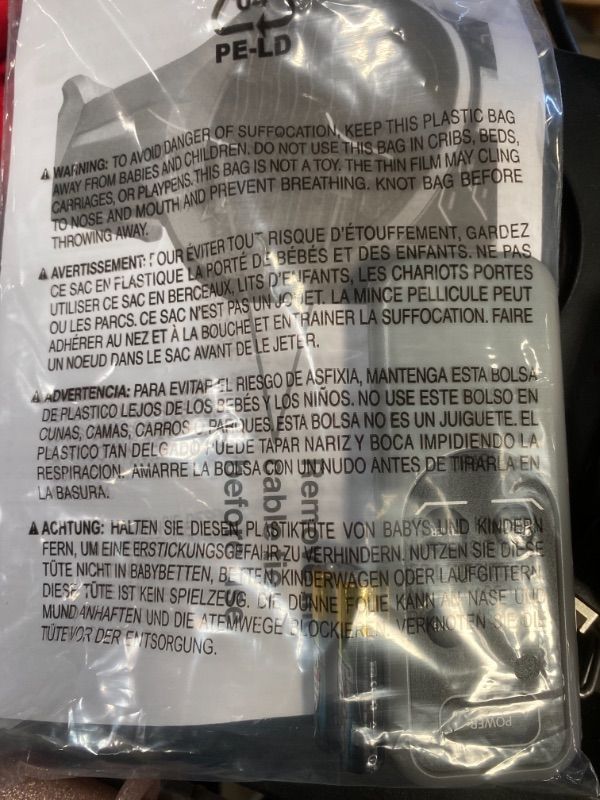 04
PE-LD
WARNING: TO AVOID DANGER OF SUFFOCATION, KEEP THIS PLASTIC BAG
AWAY FROM BABIES AND CHILDREN. DO NOT USE THIS BAG IN CRIBS, BEDS,
CARRIAGES, OR PLAYPENS. THIS BAG IS NOT A TOY. THE THIN FILM MAY CLING
TO NOSE AND MOUTH AND PREVENT BREATHING. KNOT BAG BEFORE
THROWING AWAY.
AVERTISSEMENT: POUR ÉVITER TOUT RISQUE D'ÉTOUFFEMENT, GARDEZ
CE SAC EN PLASTIQUE LA PORTÉ DE BÉBÉS ET DES ENFANTS. NE PAS
UTILISER CE SAC EN BERCEAUX, LITS D'ENFANTS, LES CHARIOTS PORTES
OU LES PARCS. CE SAC N'EST PAS UN JOUET. LA MINCE PELLICULE PEUT
ADHÉRER AU NEZ ET À LA BOUCHE ET ENTRAINER LA SUFFOCATION. FAIRE
UN NOEUD DANS LE SAC AVANT DE LE JETER.
ADVERTENCIA: PARA EVITAR EL RIESGO DE ASFIXIA, MANTENGA ESTA BOLSA
DE PLASTICO LEJOS DE LOS BEBÉS Y LOS NIÑOS. NO USE ESTE BOLSO EN
CUNAS, CAMAS, CARROS O PARQUES. ESTA BOLSA NO ES UN JUIGUETE. EL
PLASTICO TAN DELGADO PUEDE TAPAR NARIZ Y BOCA IMPIDIENDO LA
RESPIRACION. AMARRE LA BOLSA CON UN NUDO ANTES DE TIRARLA EN
LA BASURA.
ACHTUNG: HALTEN SIE DIESEN PLASTIKTÜTE VON BABYS UND KINDERN
FERN, UM EINE ERSTICKUNGSGEFAHR ZU VERHINDERN. NUTZEN SIE DIESE
TÜTE NICHT IN BABYBETTEN, BETTEN, KINDERWAGEN ODER LAUFGITTERN.
DIESE TÜTE IST KEIN SPIELZEUG. DIE DÜNNE FOLIE KANN AN NASE UND
MUND ANHAFTEN UND DIE ATEMWEGE BLOCKIEREN. VERKNOTEN SIE DIE
TÜTE VOR DER ENTSORGUNG.
POWER